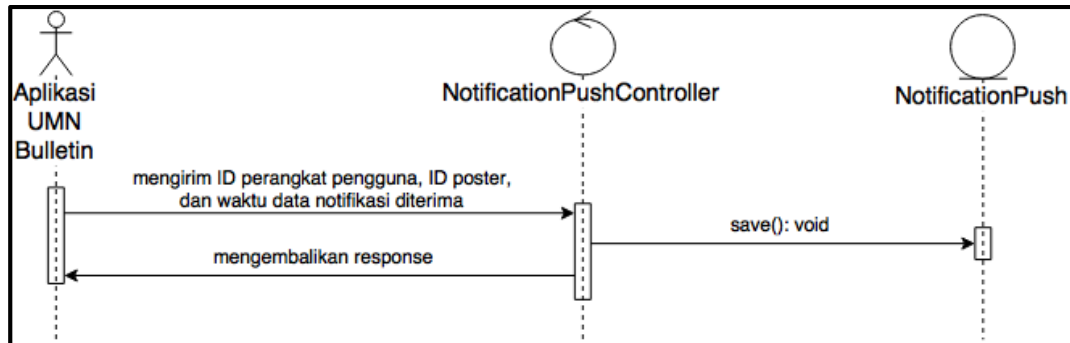 Aplikasi
UMN
Bulletin
NotificationPushController
NotificationPush
mengirim ID perangkat pengguna, ID poster,
dan waktu data notifikasi diterima
save(): void
mengembalikan response